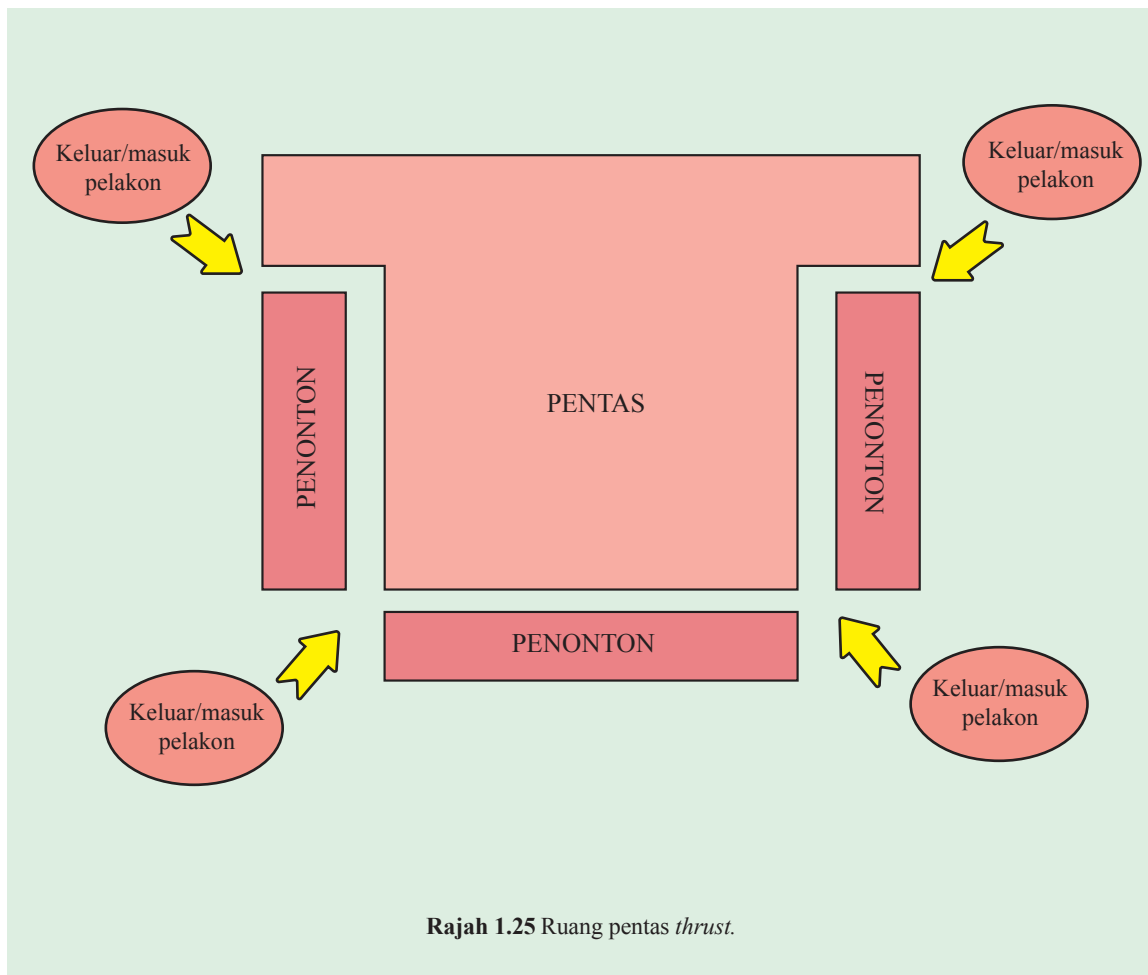 Keluar/masuk
pelakon
Keluar/masuk
pelakon
PENONTON
PENTAS
PENONTON
PENONTON
Keluar/masuk
pelakon
Keluar/masuk
pelakon
Rajah 1.25 Ruang pentas thrust.